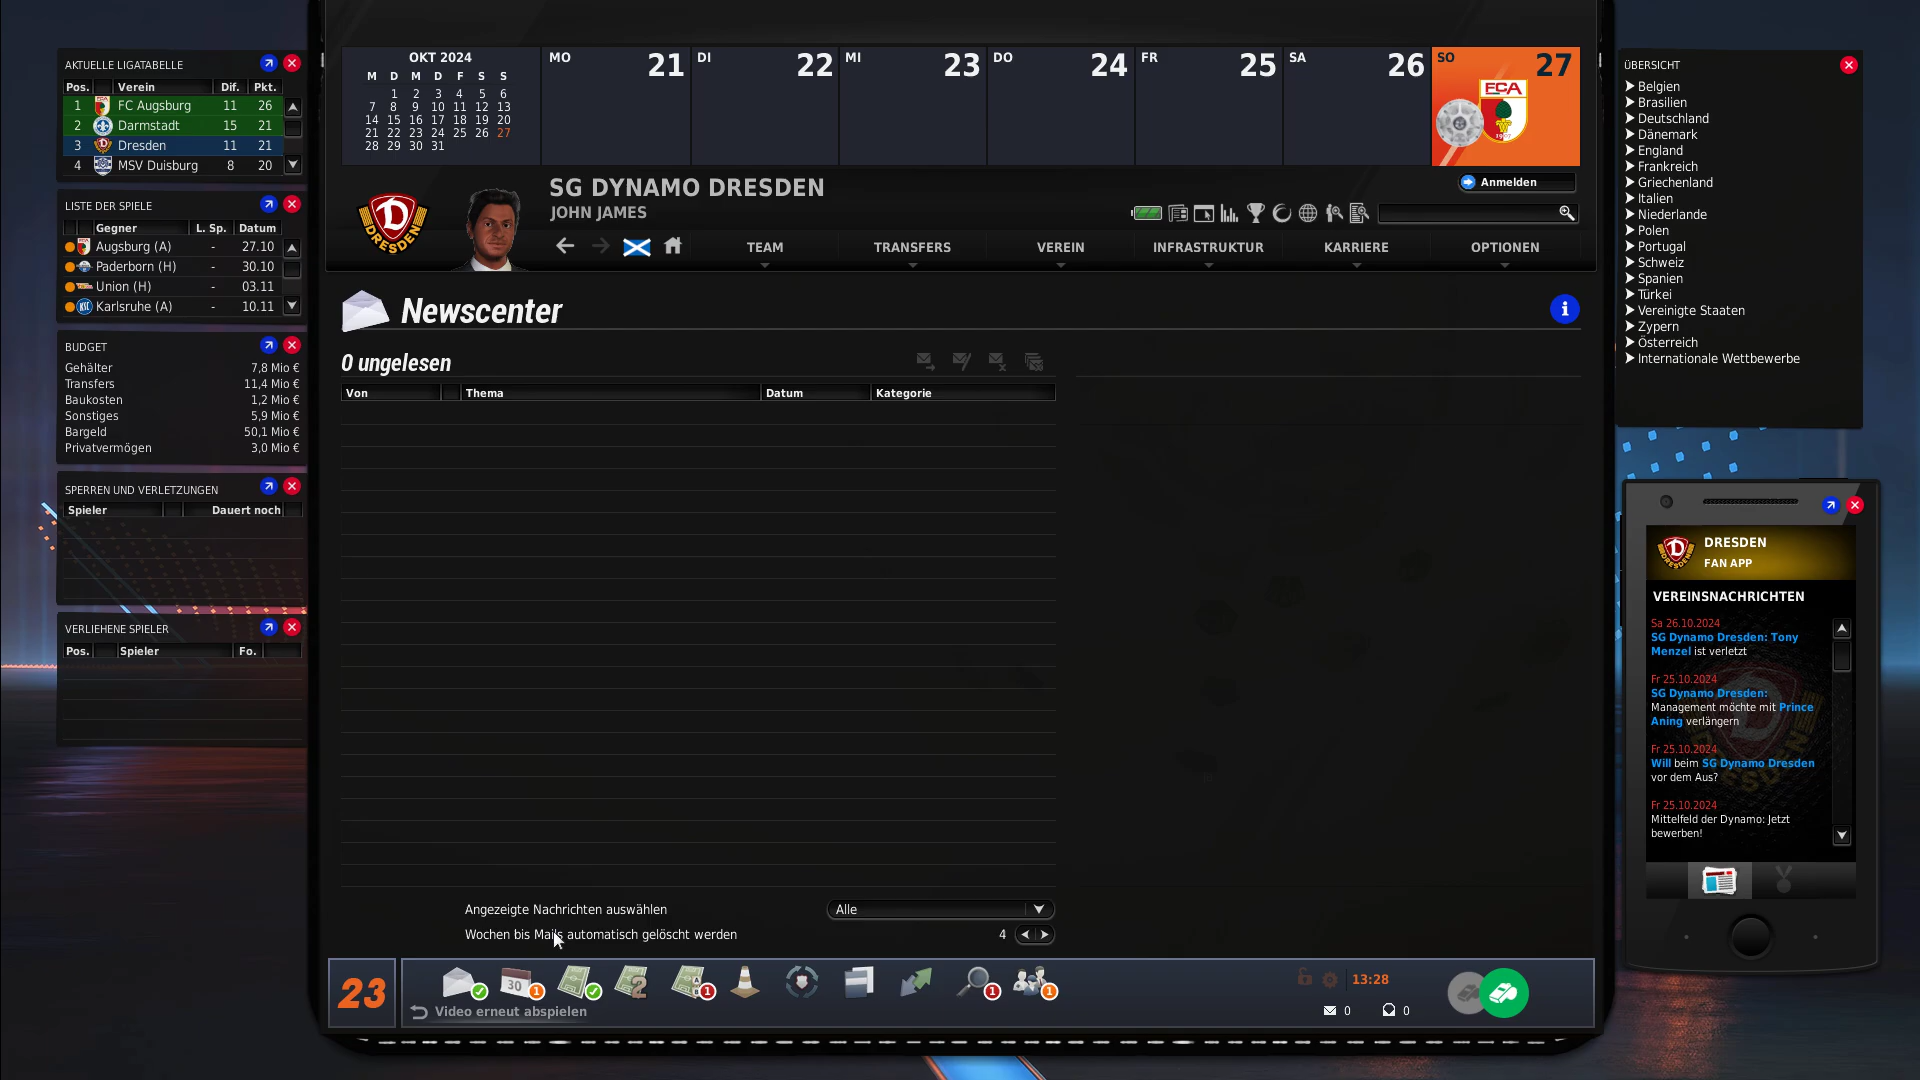 AKTUELLE LIGATABELLE
Pos. Verein Dif. Pkt.
1 FC Augsburg 11 26
2 Darmstadt 15 21
3 Dresden 11 21
4 MSV Duisburg 8 20
LISTE DER SPIELE
Gegner L. Sp. Datum
Augsburg (A) - 27.10
Paderborn (H) - 30.10
Union (H) - 03.11
Karlsruhe (A) - 10.11
BUDGET
Gehälter 7,8 Mio €
Transfers 11,4 Mio €
Baukosten 1,2 Mio €
Sonstiges 5,9 Mio €
Bargeld 50,1 Mio €
Privatvermögen 3,0 Mio €
SPERREN UND VERLETZUNGEN
Spieler Dauert noch
VERLIEHENE SPIELER
Pos. Spieler Fo.
OKT 2024
M D M D F S S
1 2 3 4 5 6
7 8 9 10 11 12 13
14 15 16 17 18 19 20
21 22 23 24 25 26 27
28 29 30 31
MO 21 DI 22 MI 23 DO 24 FR 25 SA 26 SO 27
FCA
1907
D
DRESDEN
SG DYNAMO DRESDEN
JOHN JAMES
Anmelden
TEAM TRANSFERS VEREIN INFRASTRUKTUR KARRIERE OPTIONEN
Newscenter
i
0 ungelesen
Von Thema Datum Kategorie
Angezeigte Nachrichten auswählen Alle
Wochen bis Mails automatisch gelöscht werden 4
23
30 1 2 1 1 1
Video erneut abspielen
13:28
0 0
ÜBERSICHT
Belgien
Brasilien
Deutschland
Dänemark
England
Frankreich
Griechenland
Italien
Niederlande
Polen
Portugal
Schweiz
Spanien
Türkei
Vereinigte Staaten
Zypern
Österreich
Internationale Wettbewerbe
D
DRESDEN
DRESDEN
FAN APP
VEREINSNACHRICHTEN
Sa 26.10.2024
SG Dynamo Dresden: Tony
Menzel ist verletzt
Fr 25.10.2024
SG Dynamo Dresden:
Management möchte mit Prince
Aning verlängern
Fr 25.10.2024
Will beim SG Dynamo Dresden
vor dem Aus?
Fr 25.10.2024
Mittelfeld der Dynamo: Jetzt
bewerben!